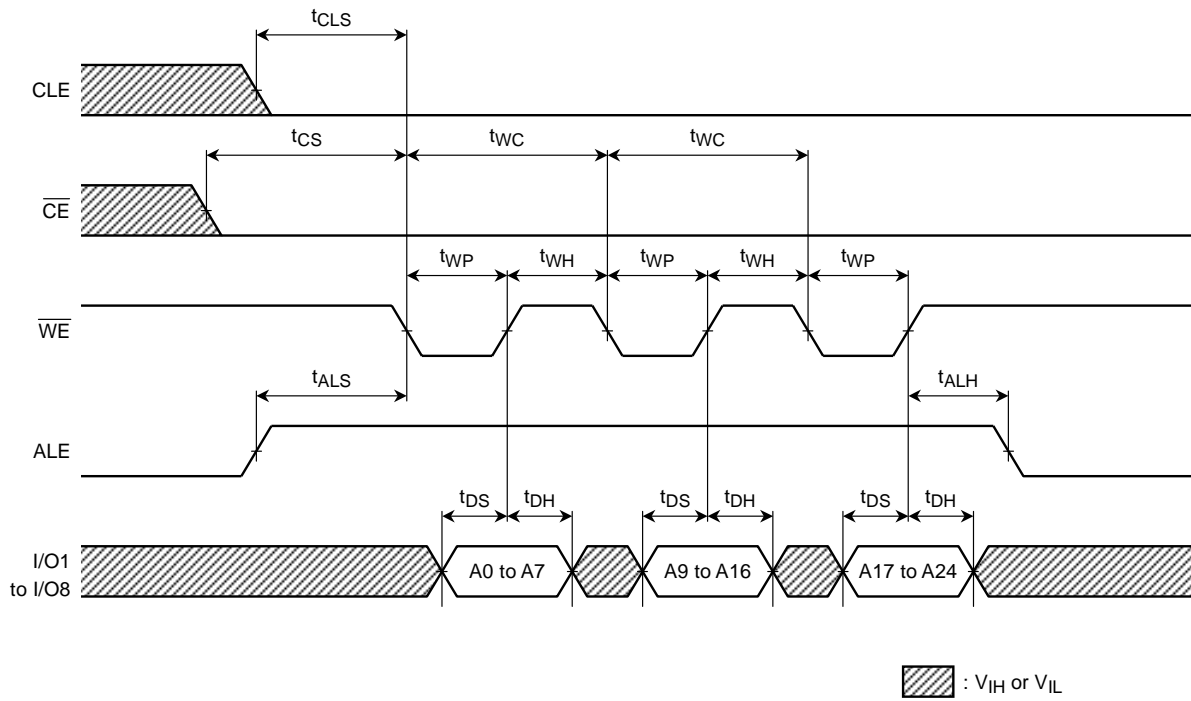 tCLS
CLE
tCS tWC tWC
CE
tWP tWH tWP tWH tWP
WE
tALS tALH
ALE
tDS tDH tDS tDH tDS tDH
I/O1
to I/O8
A0 to A7 A9 to A16 A17 to A24
: VIH or VIL